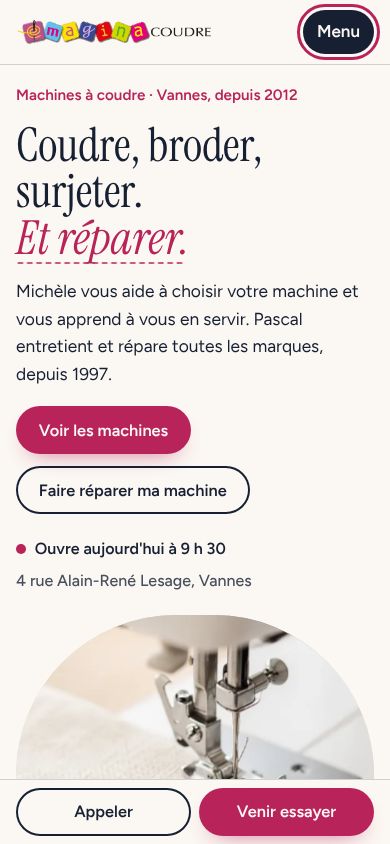 imagina COUDRE
Menu
Machines à coudre · Vannes, depuis 2012
Coudre, broder,
surjeter.
Et réparer.
Michèle vous aide à choisir votre machine et
vous apprend à vous en servir. Pascal
entretient et répare toutes les marques,
depuis 1997.
Voir les machines
Faire réparer ma machine
Ouvre aujourd'hui à 9 h 30
4 rue Alain-René Lesage, Vannes
Appeler
Venir essayer